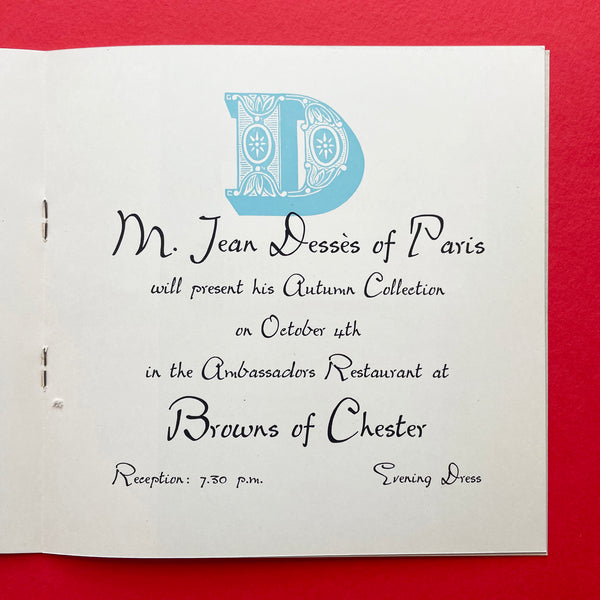 D
M. Jean Dessès of Paris
will present his Autumn Collection
on October 4th
in the Ambassadors Restaurant at
Browns of Chester
Reception: 7.30 p.m. Evening Dress